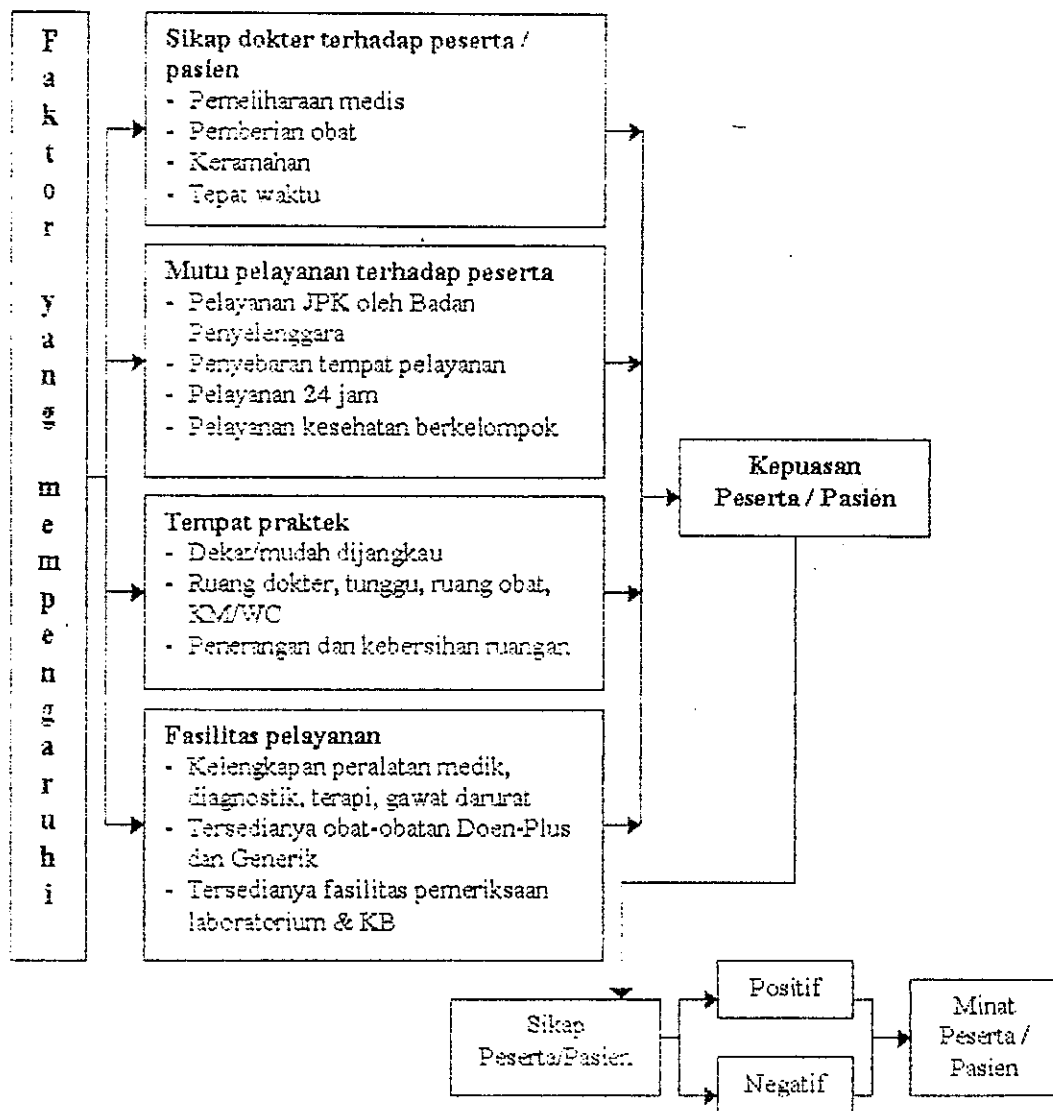 Faktor yang mempengaruhi
Sikap dokter terhadap peserta /
pasien
- Pemeliharaan medis
- Pemberian obat
- Keramahan
- Tepat waktu
Mutu pelayanan terhadap peserta
- Pelayanan JPK oleh Badan
Penyelenggara
- Penyebaran tempat pelayanan
- Pelayanan 24 jam
- Pelayanan kesehatan berkelompok
Tempat praktek
- Dekat/mudah dijangkau
- Ruang dokter, tunggu, ruang obat,
KM/WC
- Penerangan dan kebersihan ruangan
Fasilitas pelayanan
- Kelengkapan peralatan medik,
diagnostik, terapi, gawat darurat
- Tersedianya obat-obatan Doen-Plus
dan Generik
- Tersedianya fasilitas pemeriksaan
laboratorium & KB
Kepuasan
Peserta / Pasien
Sikap
Peserta/Pasien
Positif
Negatif
Minat
Peserta /
Pasien